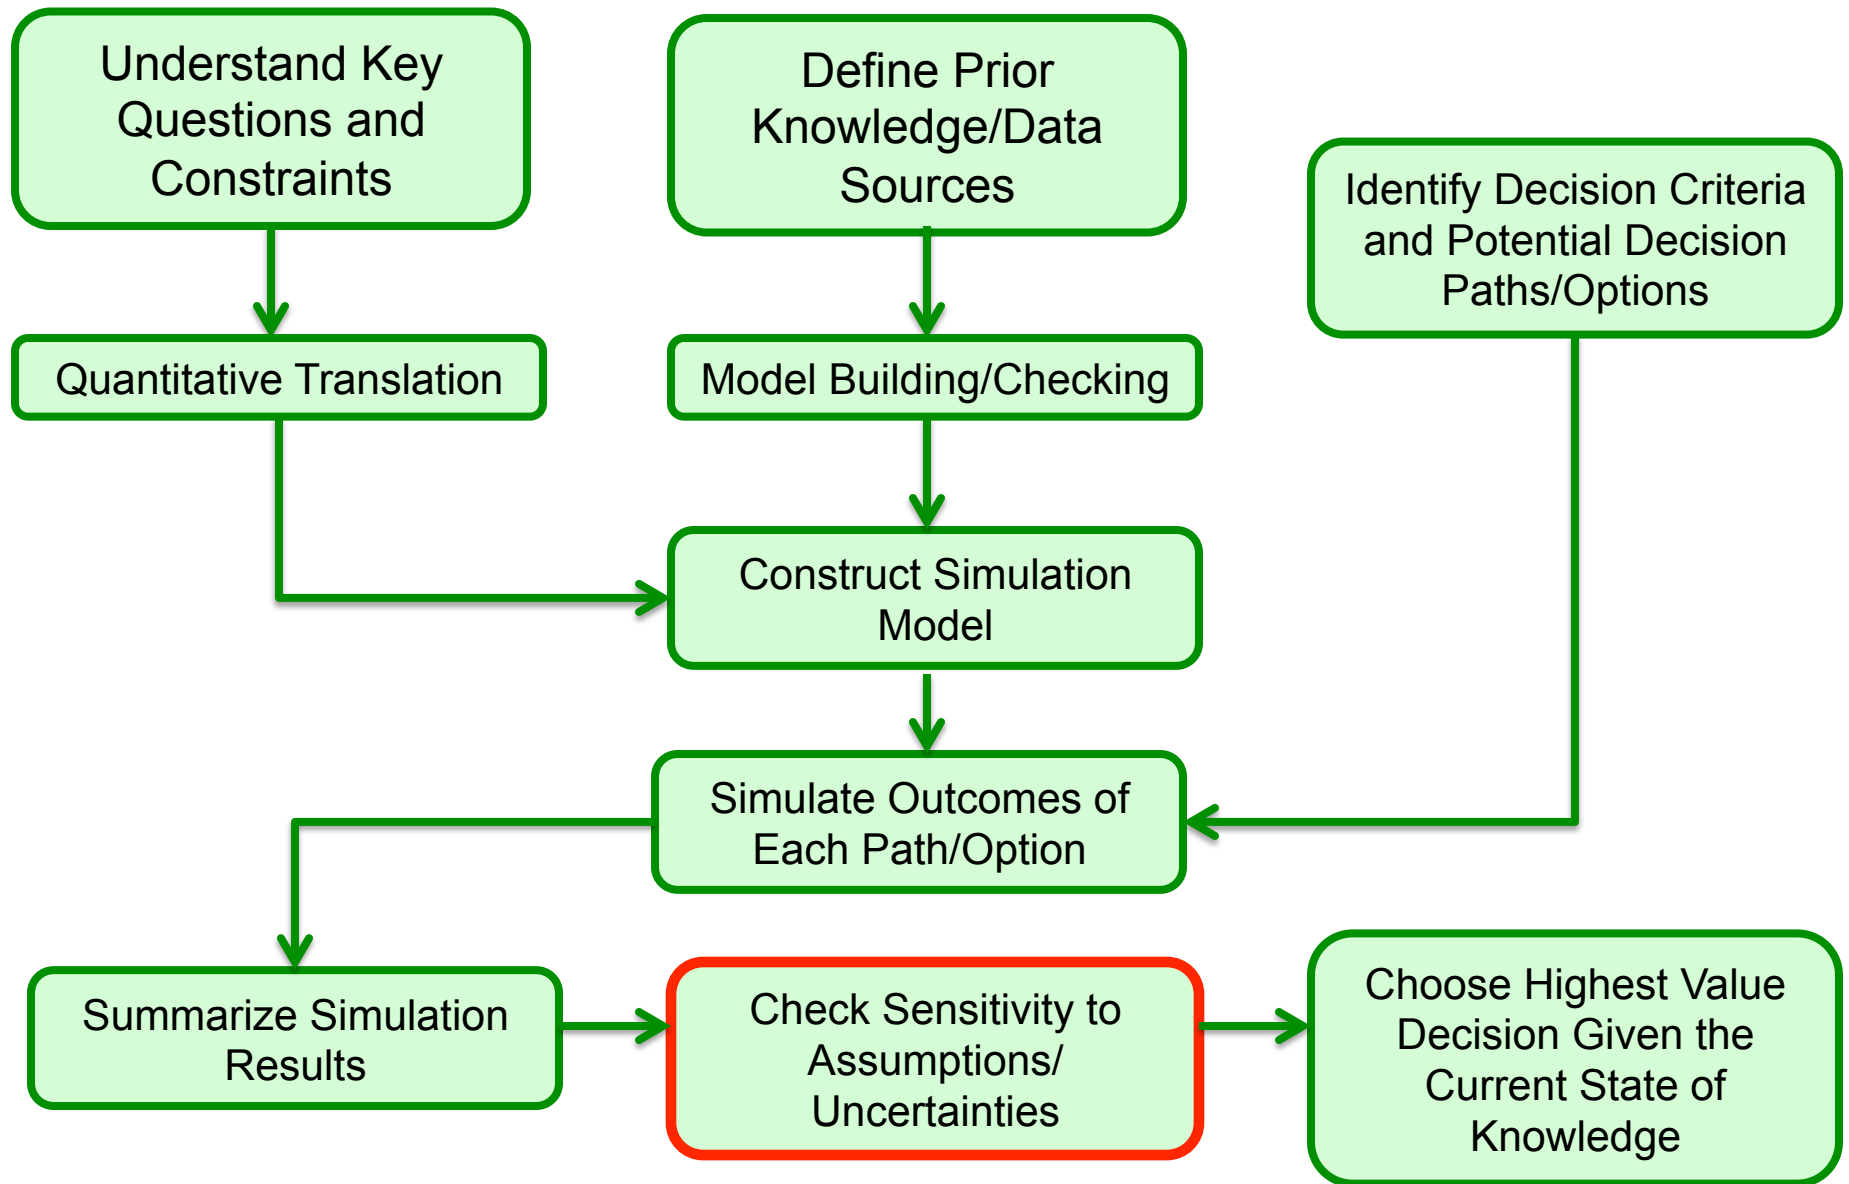 Understand Key
Questions and
Constraints
Define Prior
Knowledge/Data
Sources
Identify Decision Criteria
and Potential Decision
Paths/Options
Quantitative Translation
Model Building/Checking
Construct Simulation
Model
Simulate Outcomes of
Each Path/Option
Summarize Simulation
Results
Check Sensitivity to
Assumptions/
Uncertainties
Choose Highest Value
Decision Given the
Current State of
Knowledge